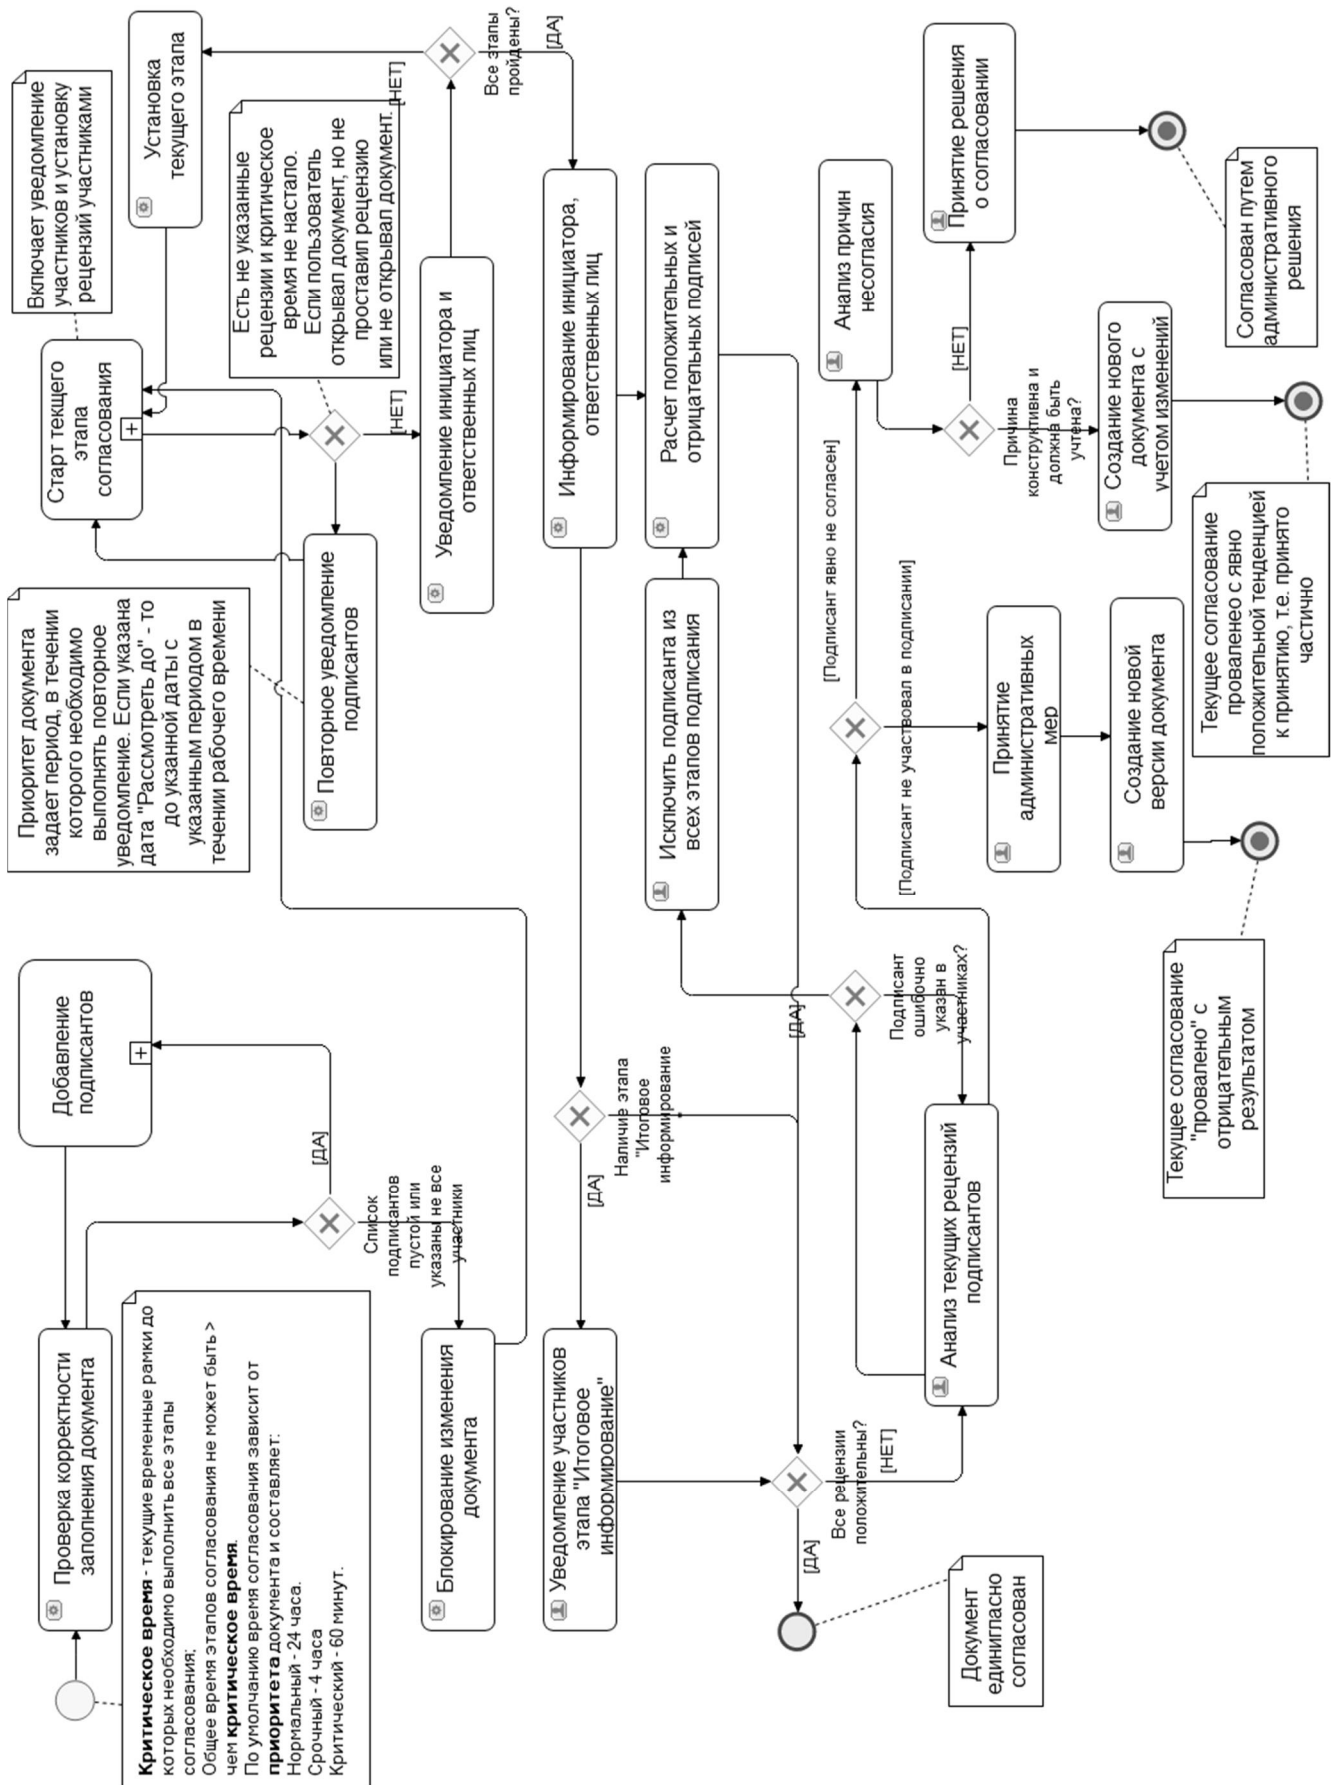 Критическое время - текущие временные рамки до
которых необходимо выполнить все этапы
согласования;
Общее время этапов согласования не может быть >
чем критическое время.
По умолчанию время согласования зависит от
приоритета документа и составляет:
Нормальный - 24 часа.
Срочный - 4 часа
Критический - 60 минут.
Проверка корректности
заполнения документа
Добавление
подписантов
[ДА]
Список
подписантов
пустой или
указаны не все
участники
Блокирование изменения
документа
Приоритет документа
задает период, в течении
которого необходимо
выполнять повторное
уведомление. Если указана
дата "Рассмотреть до" - то
до укзанной даты с
указанным периодом в
течении рабочего времени
Старт текщего
этапа
согласования
Включает уведомление
участников и установку
рецензий участниками
Установка
текущего этапа
Повторное уведомление
подписантов
Есть не указанные
рецензии и критическое
время не настало.
Если пользователь
открывал документ, но не
проставил рецензию
или не открывал документ.
[НЕТ]
[НЕТ]
Уведомпение инициатора и
ответственных лиц
Все этапы
пройдены?
[ДА]
Информирование инициатора,
ответственных лиц
Расчет положительных и
отрицательных подписей
Исключить подписанта из
всех этапов подписания
Наличие этапа
"Итоговое
информирование
[ДА]
Уведомпение участников
этапа "Итоговое
информирование"
[ДА]
Все рецензии
положительны?
[НЕТ]
[ДА]
Документ
единигласно
согласован
Анализ текущих рецензий
подписантов
Подписант
ошибочно
указан в
участниках?
[Подписант явно не согласен]
[Подписант не участвовал в подписании]
Анализ причин
несогласия
Причина
конструктивна и
должна быть
учтена?
[НЕТ]
Принятие решения
о согласовании
Согласован путем
административного
решения
Создание нового
документа с
учетом изменений
Текущее согласование
проваленео с явно
положительной тенденцией
к принятию, т.е. принято
частично
Принятие
административных
мер
Создание новой
версии документа
Текущее согласование
"провалено" с
отрицательным
результатом